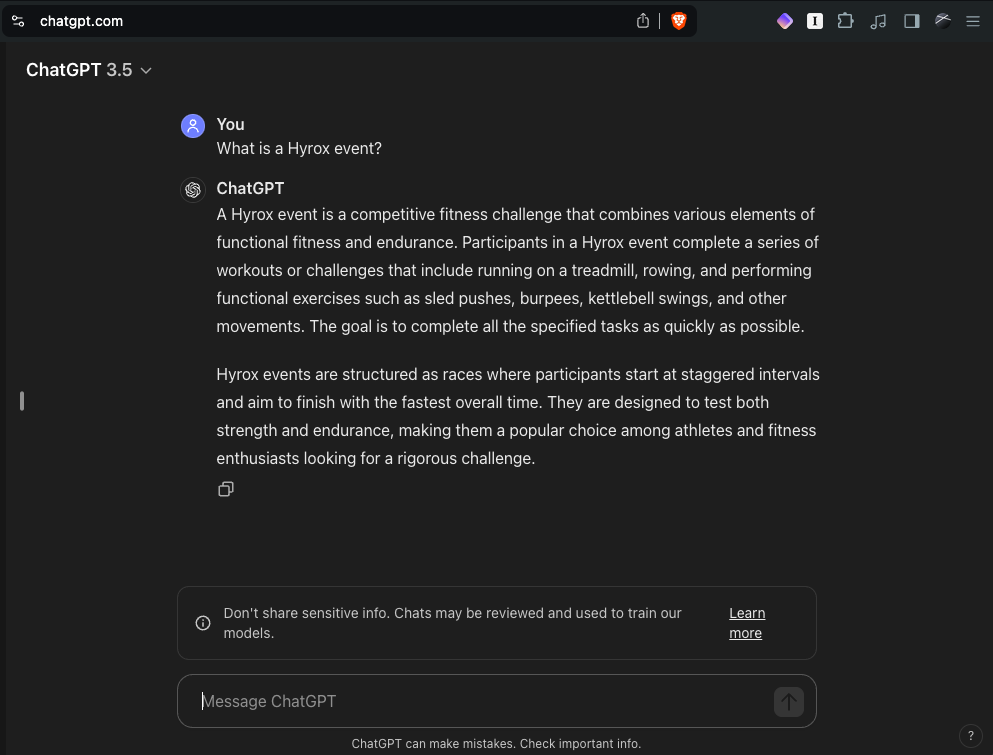 chatgpt.com
ChatGPT 3.5
You
What is a Hyrox event?
ChatGPT
A Hyrox event is a competitive fitness challenge that combines various elements of
functional fitness and endurance. Participants in a Hyrox event complete a series of
workouts or challenges that include running on a treadmill, rowing, and performing
functional exercises such as sled pushes, burpees, kettlebell swings, and other
movements. The goal is to complete all the specified tasks as quickly as possible.
Hyrox events are structured as races where participants start at staggered intervals
and aim to finish with the fastest overall time. They are designed to test both
strength and endurance, making them a popular choice among athletes and fitness
enthusiasts looking for a rigorous challenge.
Don't share sensitive info. Chats may be reviewed and used to train our
models.
Learn
more
Message ChatGPT
ChatGPT can make mistakes. Check important info.
?